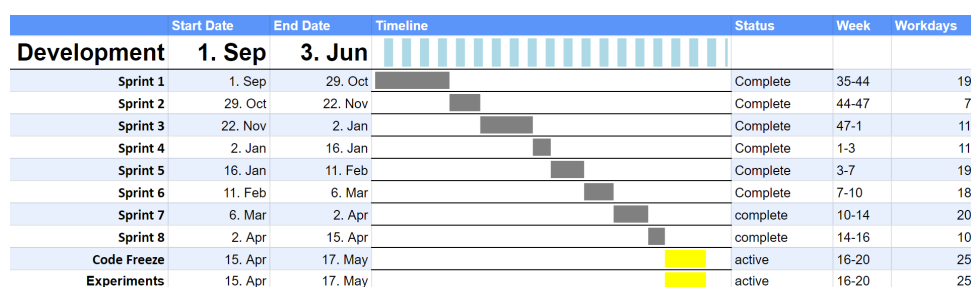 Start Date End Date Timeline Status Week Workdays
Development 1. Sep 3. Jun
Sprint 1 1. Sep 29. Oct Complete 35-44 19
Sprint 2 29. Oct 22. Nov Complete 44-47 7
Sprint 3 22. Nov 2. Jan Complete 47-1 11
Sprint 4 2. Jan 16. Jan Complete 1-3 11
Sprint 5 16. Jan 11. Feb Complete 3-7 19
Sprint 6 11. Feb 6. Mar Complete 7-10 18
Sprint 7 6. Mar 2. Apr complete 10-14 20
Sprint 8 2. Apr 15. Apr complete 14-16 10
Code Freeze 15. Apr 17. May active 16-20 25
Experiments 15. Apr 17. May active 16-20 25